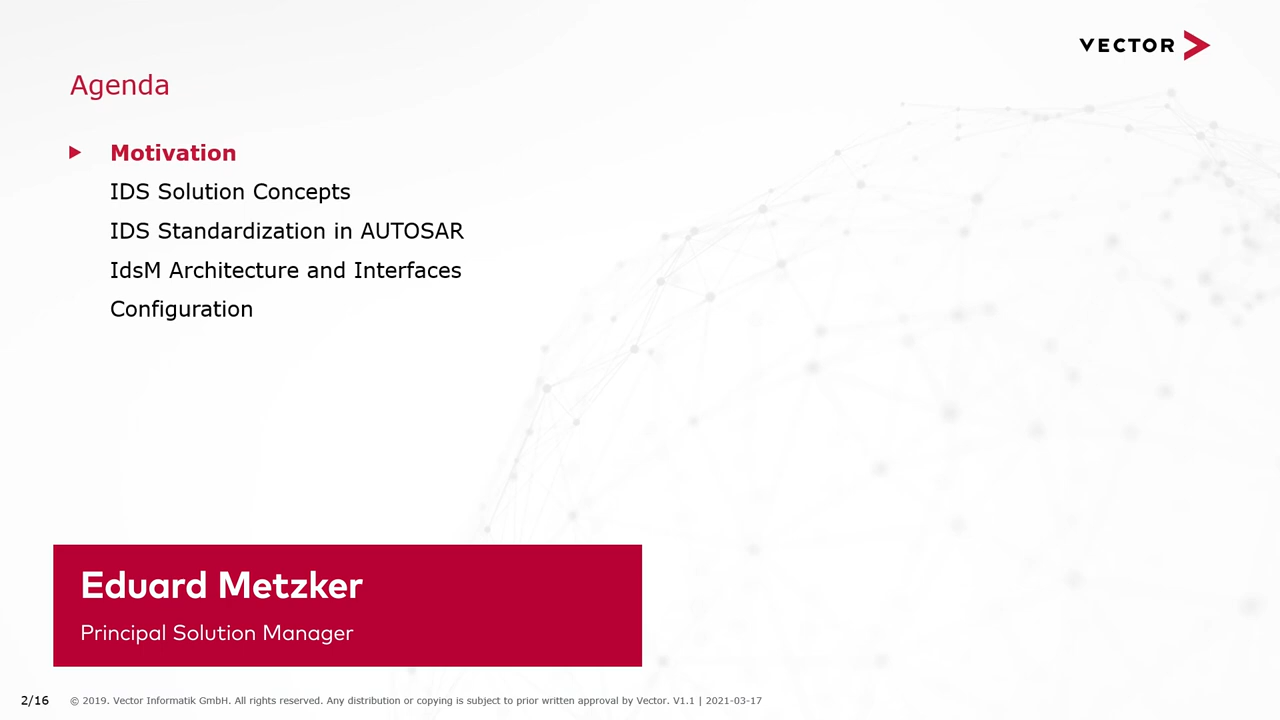 VECTOR
Agenda
Motivation
IDS Solution Concepts
IDS Standardization in AUTOSAR
IdsM Architecture and Interfaces
Configuration
Eduard Metzker
Principal Solution Manager
2/16 © 2019. Vector Informatik GmbH. All rights reserved. Any distribution or copying is subject to prior written approval by Vector. V1.1 | 2021-03-17